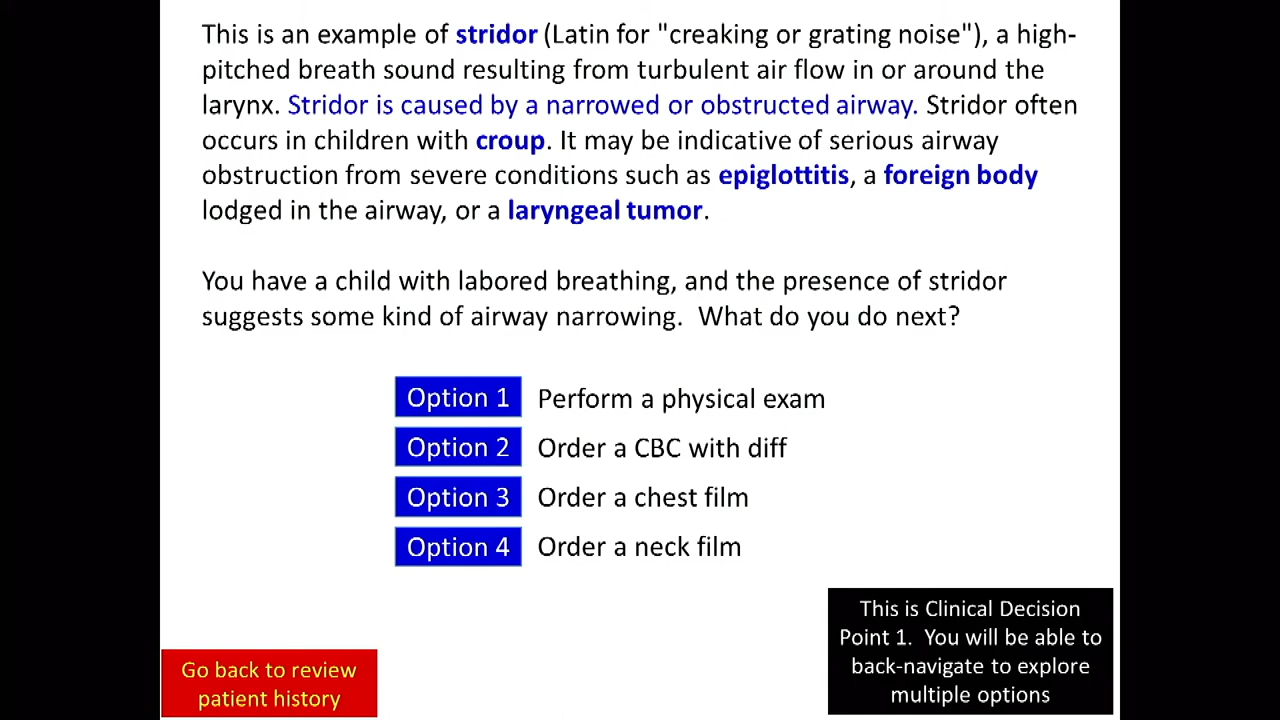 This is an example of stridor (Latin for "creaking or grating noise"), a high-
pitched breath sound resulting from turbulent air flow in or around the
larynx. Stridor is caused by a narrowed or obstructed airway. Stridor often
occurs in children with croup. It may be indicative of serious airway
obstruction from severe conditions such as epiglottitis, a foreign body
lodged in the airway, or a laryngeal tumor.
You have a child with labored breathing, and the presence of stridor
suggests some kind of airway narrowing.  What do you do next?
Option 1 Perform a physical exam
Option 2 Order a CBC with diff
Option 3 Order a chest film
Option 4 Order a neck film
This is Clinical Decision
Point 1.  You will be able to
back-navigate to explore
multiple options
Go back to review
patient history